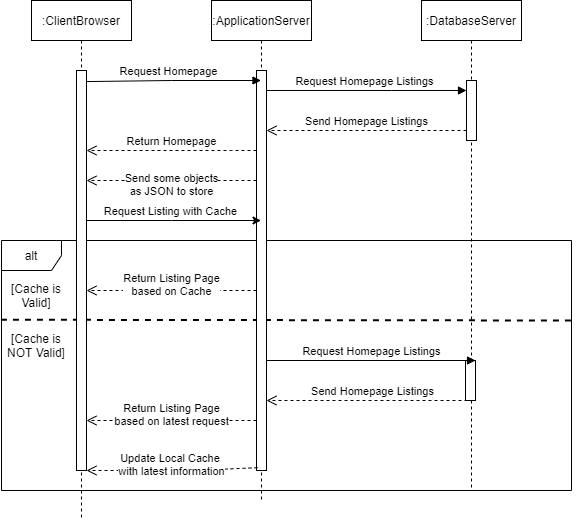 :ClientBrowser
:ApplicationServer
:DatabaseServer
Request Homepage
Request Homepage Listings
Send Homepage Listings
Return Homepage
Send some objects
as JSON to store
Request Listing with Cache
alt
Return Listing Page
based on Cache
[Cache is
Valid]
[Cache is
NOT Valid]
Request Homepage Listings
Send Homepage Listings
Return Listing Page
based on latest request
Update Local Cache
with latest information